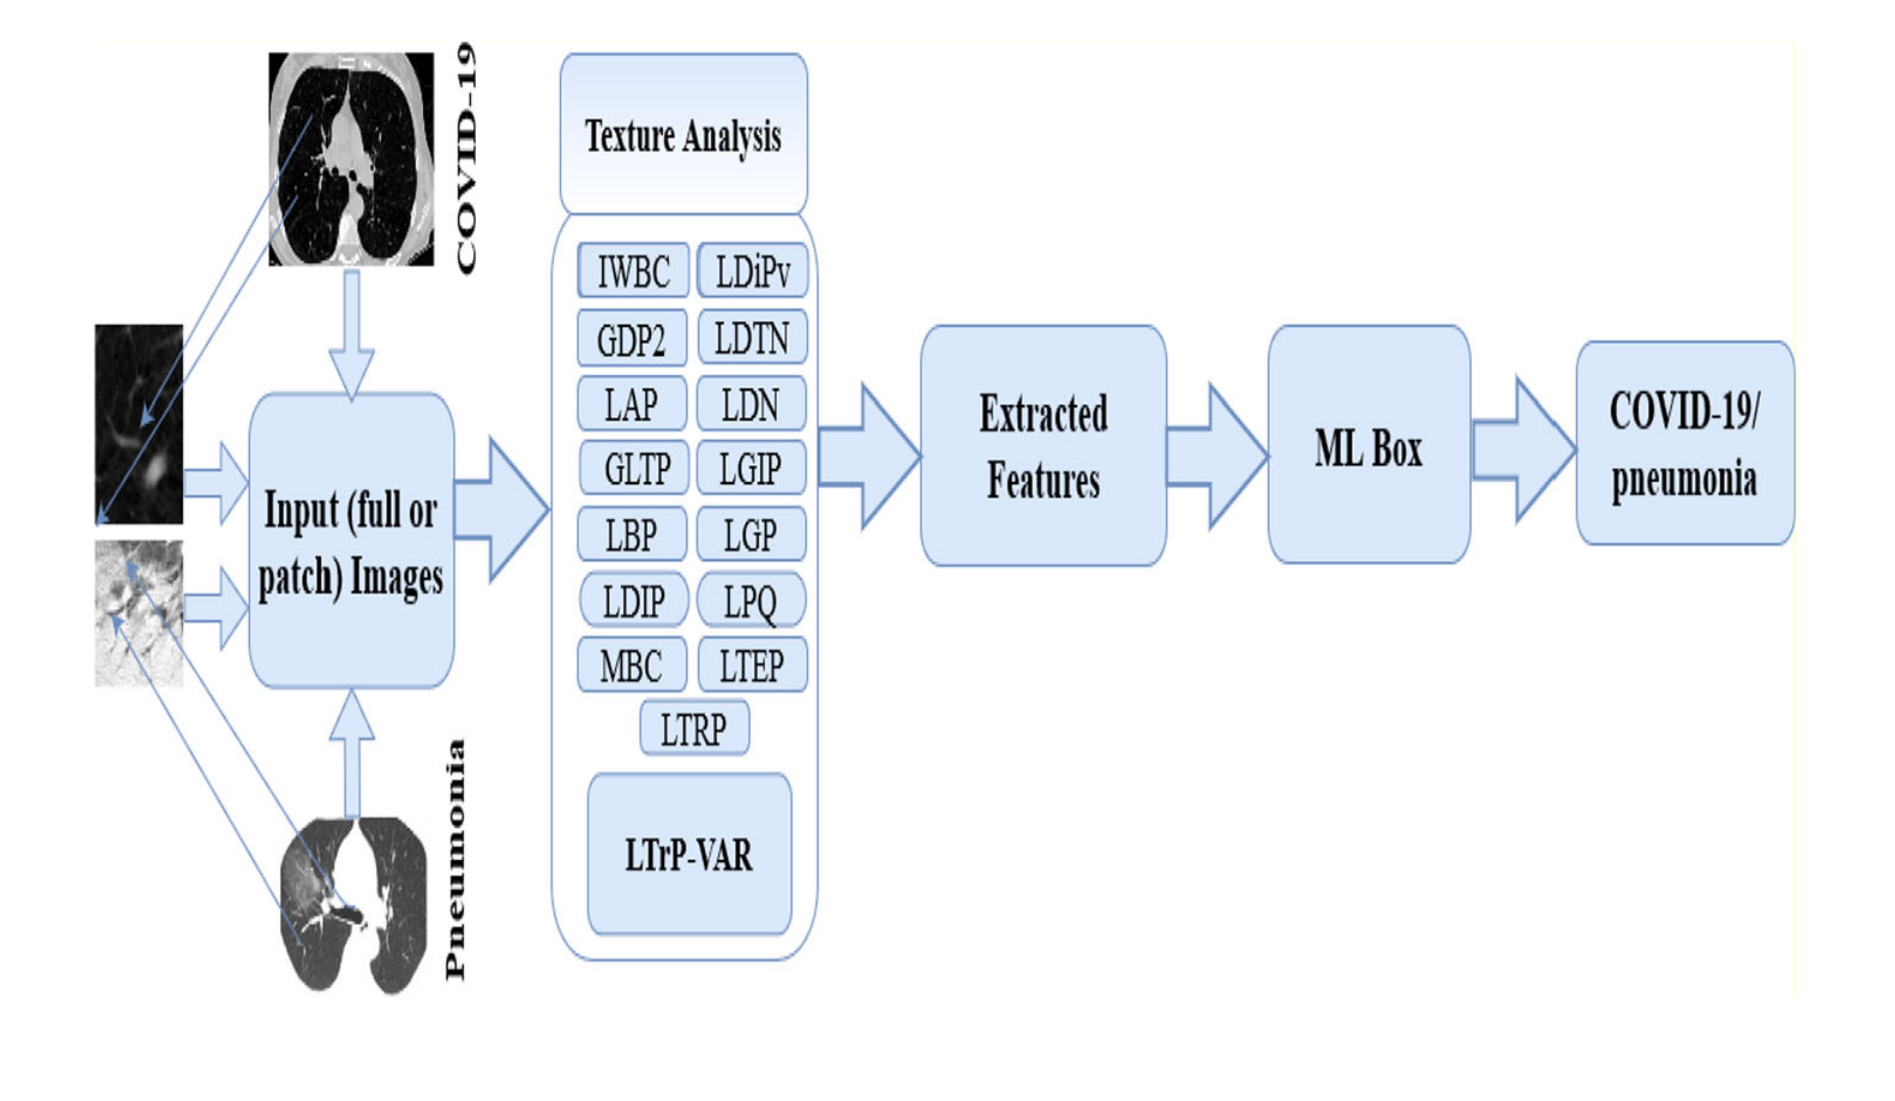 COVID-19
Pneumonia
Input (full or
patch) Images
Texture Analysis
IWBC
LDiPv
GDP2
LDTN
LAP
LDN
GLTP
LGIP
LBP
LGP
LDIP
LPQ
MBC
LTEP
LTRP
LTrP-VAR
Extracted
Features
ML Box
COVID-19/
pneumonia